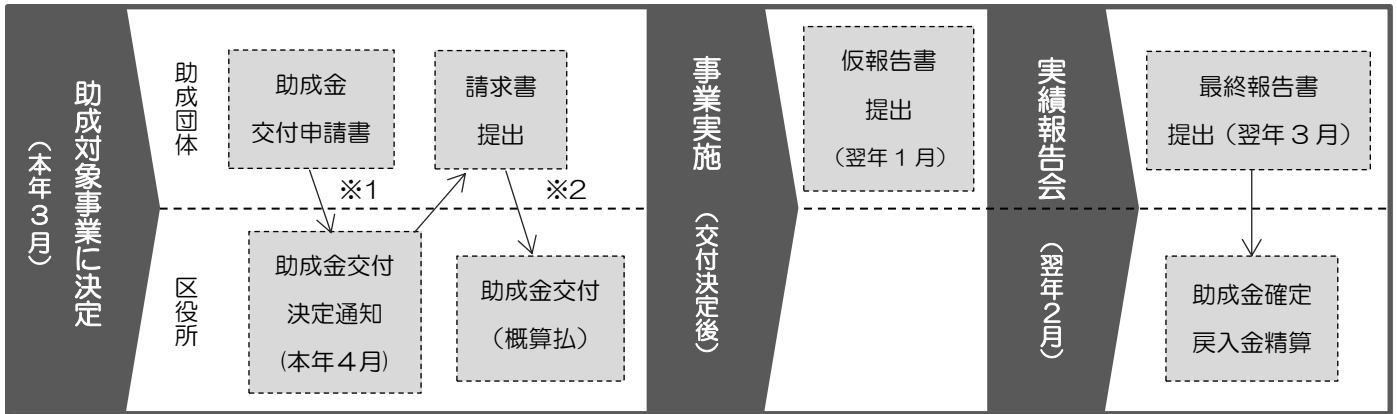 助成対象事業に決定
（本年３月）
助成団体
助成金
交付申請書
請求書
提出
※1
※2
区役所
助成金交付
決定通知
(本年４月)
助成金交付
（概算払）
事業実施
（交付決定後）
仮報告書
提出
（翌年１月）
実績報告会
（翌年２月）
最終報告書
提出（翌年３月）
助成金確定
戻入金精算